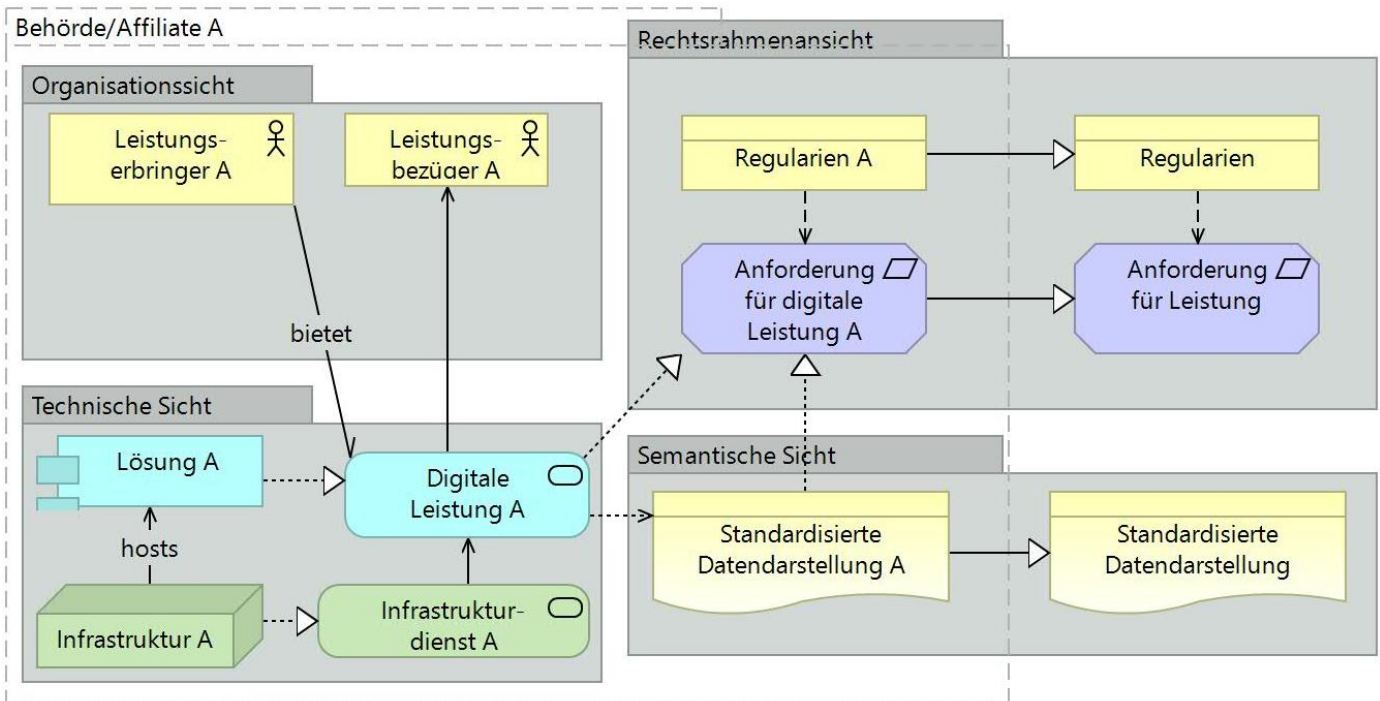 Behörde/Affiliate A
Organisationssicht
Leistungs-
erbringer A
Leistungs-
bezüger A
bietet
Technische Sicht
Lösung A
hosts
Infrastruktur A
Digitale
Leistung A
Infrastruktur-
dienst A
Rechtsrahmenansicht
Regularien A
Regularien
Anforderung
für digitale
Leistung A
Anforderung
für Leistung
Semantische Sicht
Standardisierte
Datendarstellung A
Standardisierte
Datendarstellung